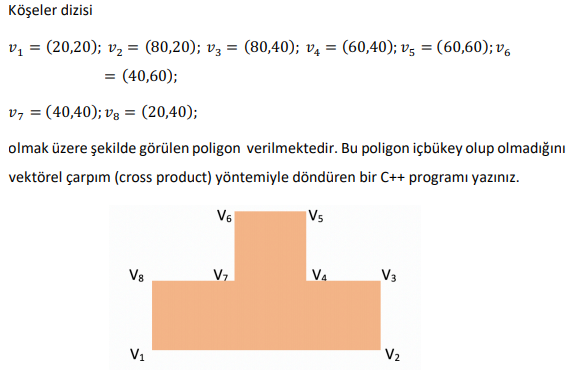 Köşeler dizisi
𝑣₁ = (20,20); 𝑣₂ = (80,20); 𝑣₃ = (80,40); 𝑣₄ = (60,40); 𝑣₅ = (60,60); 𝑣₆
= (40,60);
𝑣₇ = (40,40); 𝑣₈ = (20,40);
olmak üzere şekilde görülen poligon verilmektedir. Bu poligon içbükey olup olmadığını
vektörel çarpım (cross product) yöntemiyle döndüren bir C++ programı yazınız.
V₆ V₅
V₈ V₇ V₄ V₃
V₁ V₂